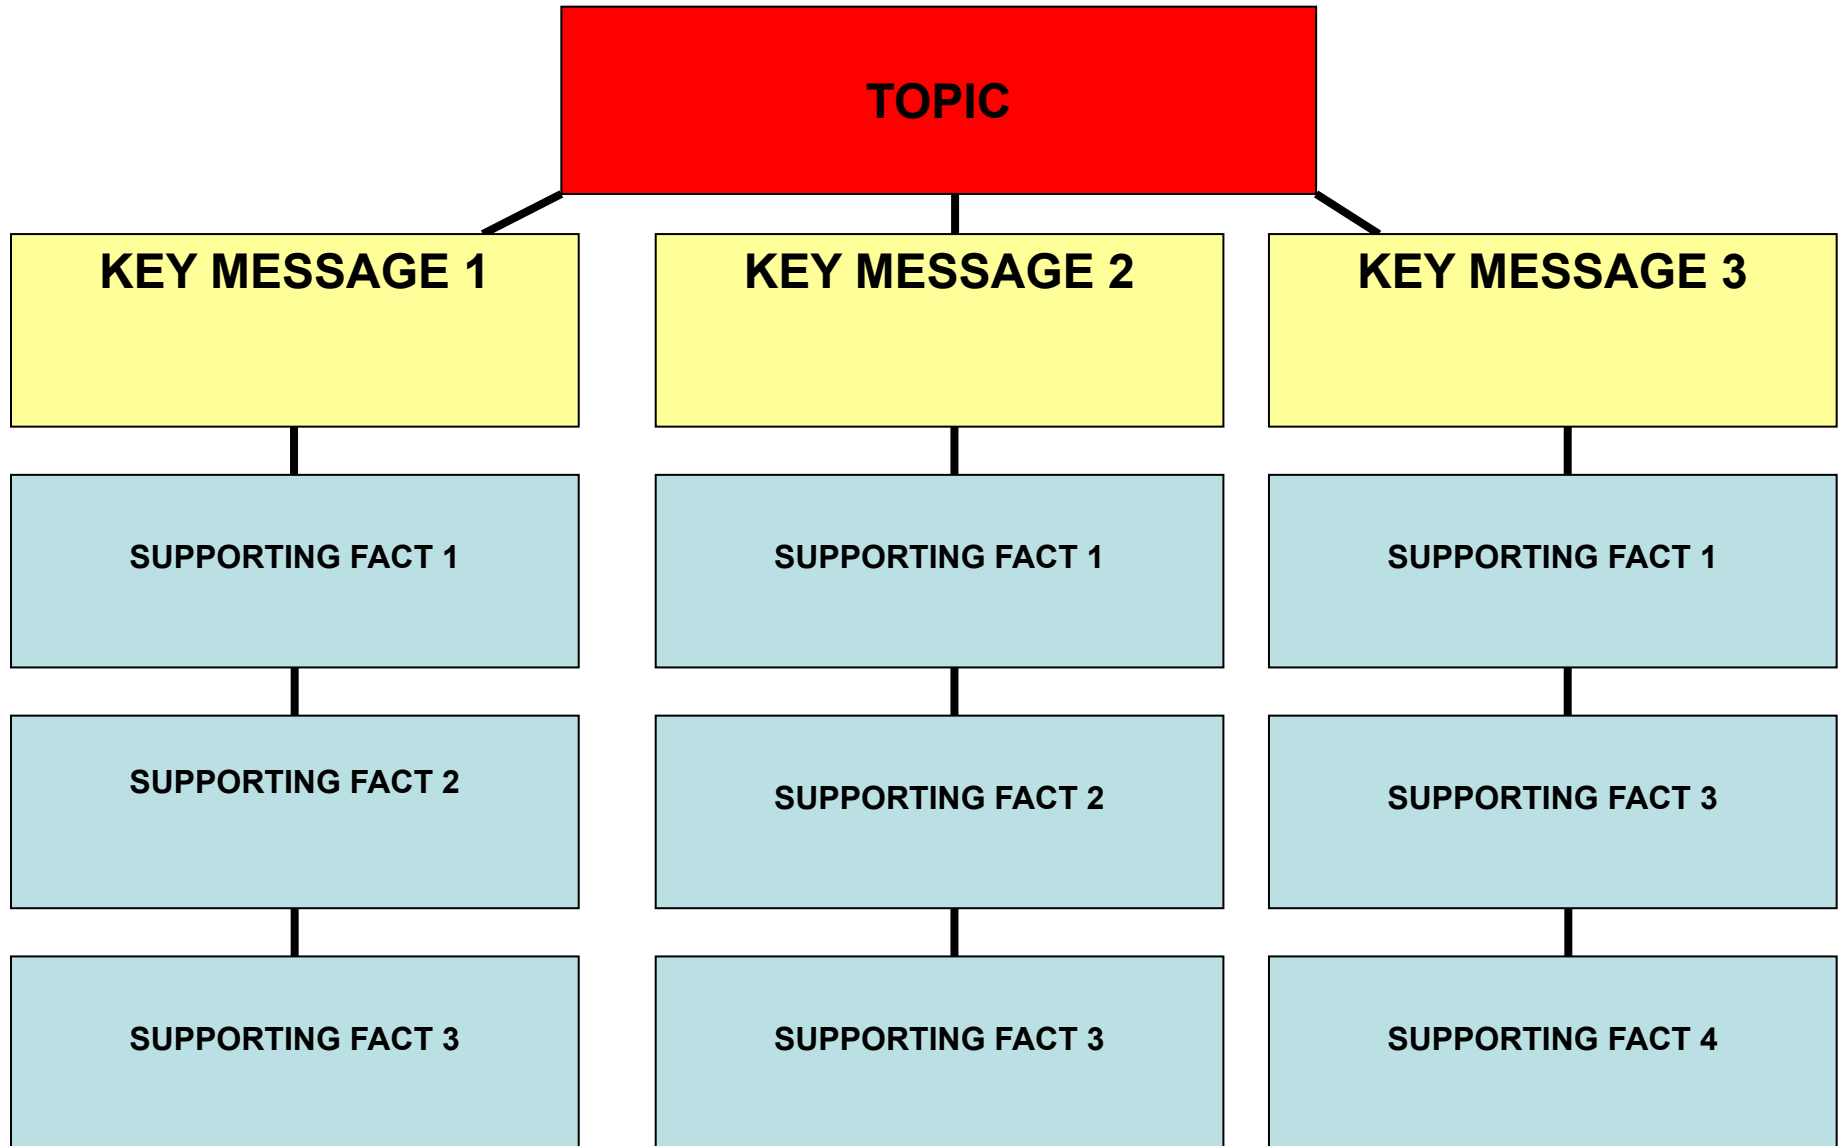 TOPIC
KEY MESSAGE 1
KEY MESSAGE 2
KEY MESSAGE 3
SUPPORTING FACT 1
SUPPORTING FACT 1
SUPPORTING FACT 1
SUPPORTING FACT 2
SUPPORTING FACT 2
SUPPORTING FACT 3
SUPPORTING FACT 3
SUPPORTING FACT 3
SUPPORTING FACT 4